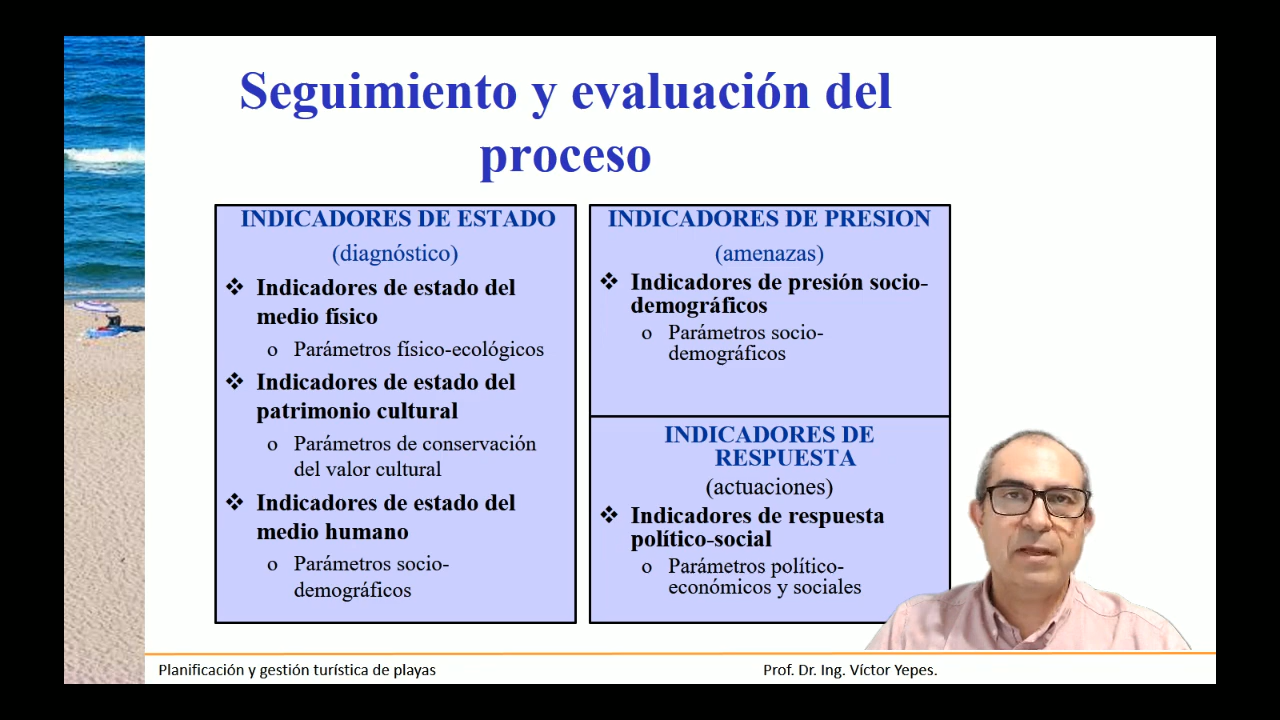 Seguimiento y evaluación del
proceso
INDICADORES DE ESTADO
(diagnóstico)
❖ Indicadores de estado del
medio físico
o Parámetros físico-ecológicos
❖ Indicadores de estado del
patrimonio cultural
o Parámetros de conservación
del valor cultural
❖ Indicadores de estado del
medio humano
o Parámetros socio-
demográficos
INDICADORES DE PRESION
(amenazas)
❖ Indicadores de presión socio-
demográficos
o Parámetros socio-
demográficos
INDICADORES DE
RESPUESTA
(actuaciones)
❖ Indicadores de respuesta
político-social
o Parámetros político-
económicos y sociales
Planificación y gestión turística de playas
Prof. Dr. Ing. Víctor Yepes.